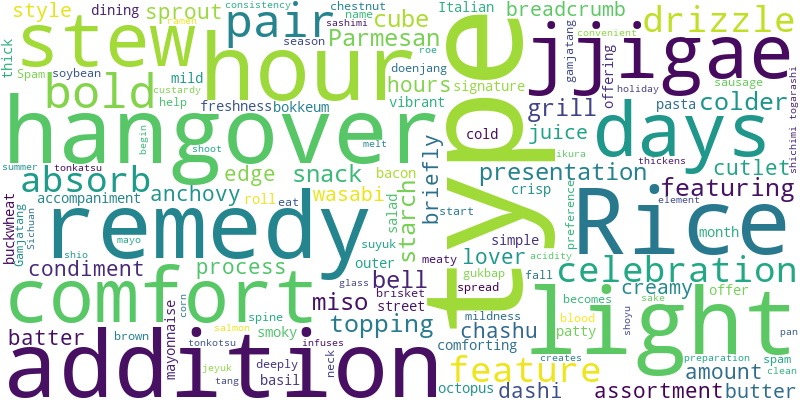 style
dining
sprout
pair
consistency
sashimi
Italian
name
chestnut
breadcrumb
drizzle
thick
stew
hour
cube
season
Parmesan
roe
type
jjigae
gamjatang
convenient
offering
Spam
soybean
custardy
help
bold
mild
freshness
bokkeum
doenjang
hours
vibrant
signature
grill
holiday
pasta
sausage
colder
shichimi togarashi
hangover
begin
shoot
melt
briefly
cold
juice
days
summer
tonkatsu
absorb
edge
snack
bacon
presentation
ikura
thickens
cutlet
featuring
accompaniment
anchovy
wasabi
starch
salad
crisp
preference
element
buckwheat
Gamjatang
Sichuan
rumen
remedy
roll
eat
start
simple
Rice
month
suyuk
outer
meaty
lover
acidity
mayo
shio
condiment
process
bell
gukbap
spread
fall
celebration
glass
brisket
street
becomes
offer
creamy
comfort
corn
salmon
spine
smoky
miso
topping
mildness
chashu
comforting
sake
blood
patty
shoyu
light
pan
batter
mayonnaise
brown
tonkotsu
infuses
neck
creates
preparation
spam
clean
addition
jeyuk
tang
deeply
basil
feature
octopus
dashi
assortment
amount
butter